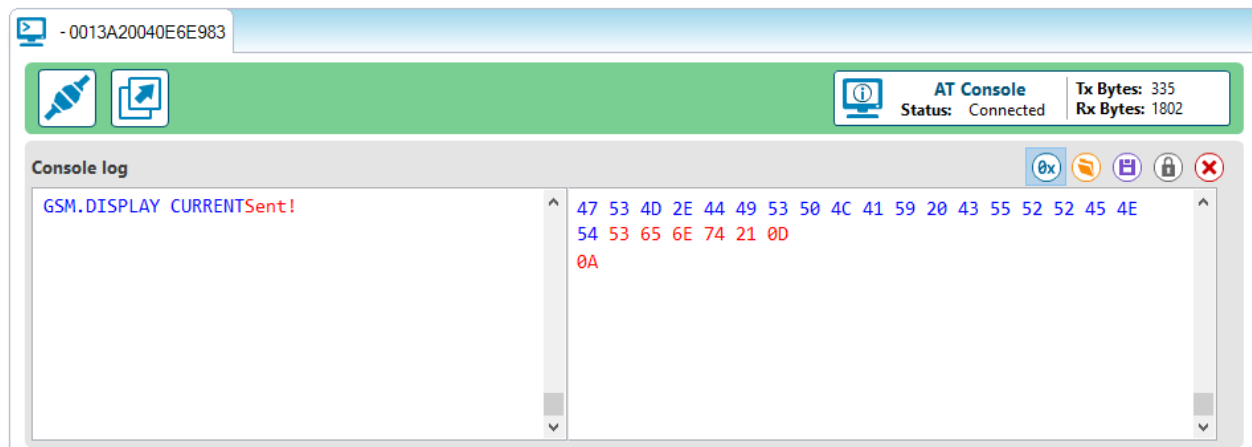 - 0013A20040E6E983
AT Console
Status: Connected
Tx Bytes: 335
Rx Bytes: 1802
Console log
0x
GSM.DISPLAY CURRENTSent!
47 53 4D 2E 44 49 53 50 4C 41 59 20 43 55 52 52 45 4E
54 53 65 6E 74 21 0D
0A